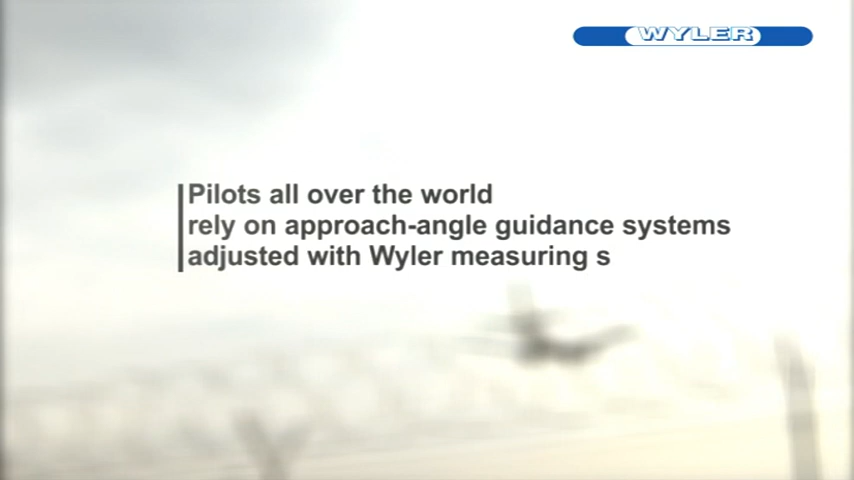 WYLER
Pilots all over the world
rely on approach-angle guidance systems
adjusted with Wyler measuring s